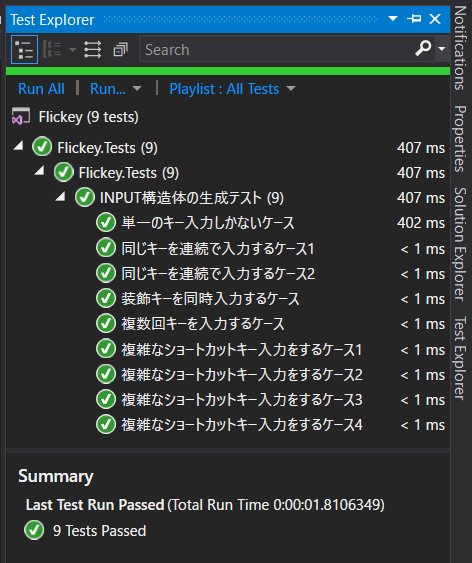 Test Explorer
Search
Run All | Run... | Playlist : All Tests
Flickey (9 tests)
Flickey.Tests (9) 407 ms
Flickey.Tests (9) 407 ms
INPUT構造体の生成テスト (9) 407 ms
単一のキー入力しかないケース 402 ms
同じキーを連続で入力するケース1 < 1 ms
同じキーを連続で入力するケース2 < 1 ms
装飾キーを同時入力するケース < 1 ms
複数回キーを入力するケース < 1 ms
複雑なショートカットキー入力をするケース1 < 1 ms
複雑なショートカットキー入力をするケース2 < 1 ms
複雑なショートカットキー入力をするケース3 < 1 ms
複雑なショートカットキー入力をするケース4 < 1 ms
Summary
Last Test Run Passed (Total Run Time 0:00:01.8106349)
9 Tests Passed
Notifications
Properties
Solution Explorer
Test Explorer